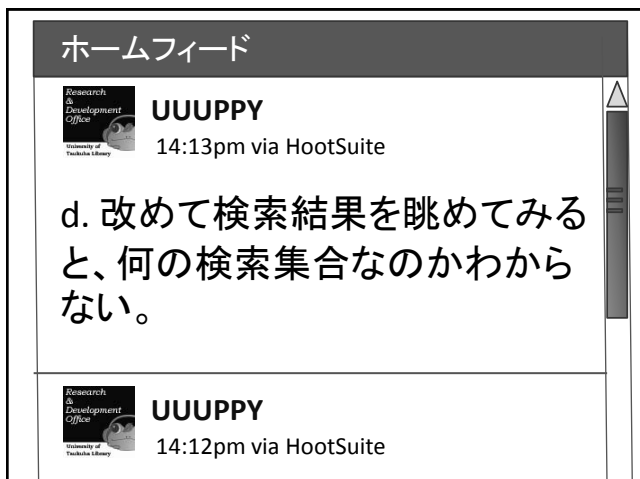 ホームフィード
Research
&
Development
Office
University of
Tsukuba Library
UUUPPY
14:13pm via HootSuite
d. 改めて検索結果を眺めてみる
と、何の検索集合なのかわから
ない。
Research
&
Development
Office
University of
Tsukuba Library
UUUPPY
14:12pm via HootSuite